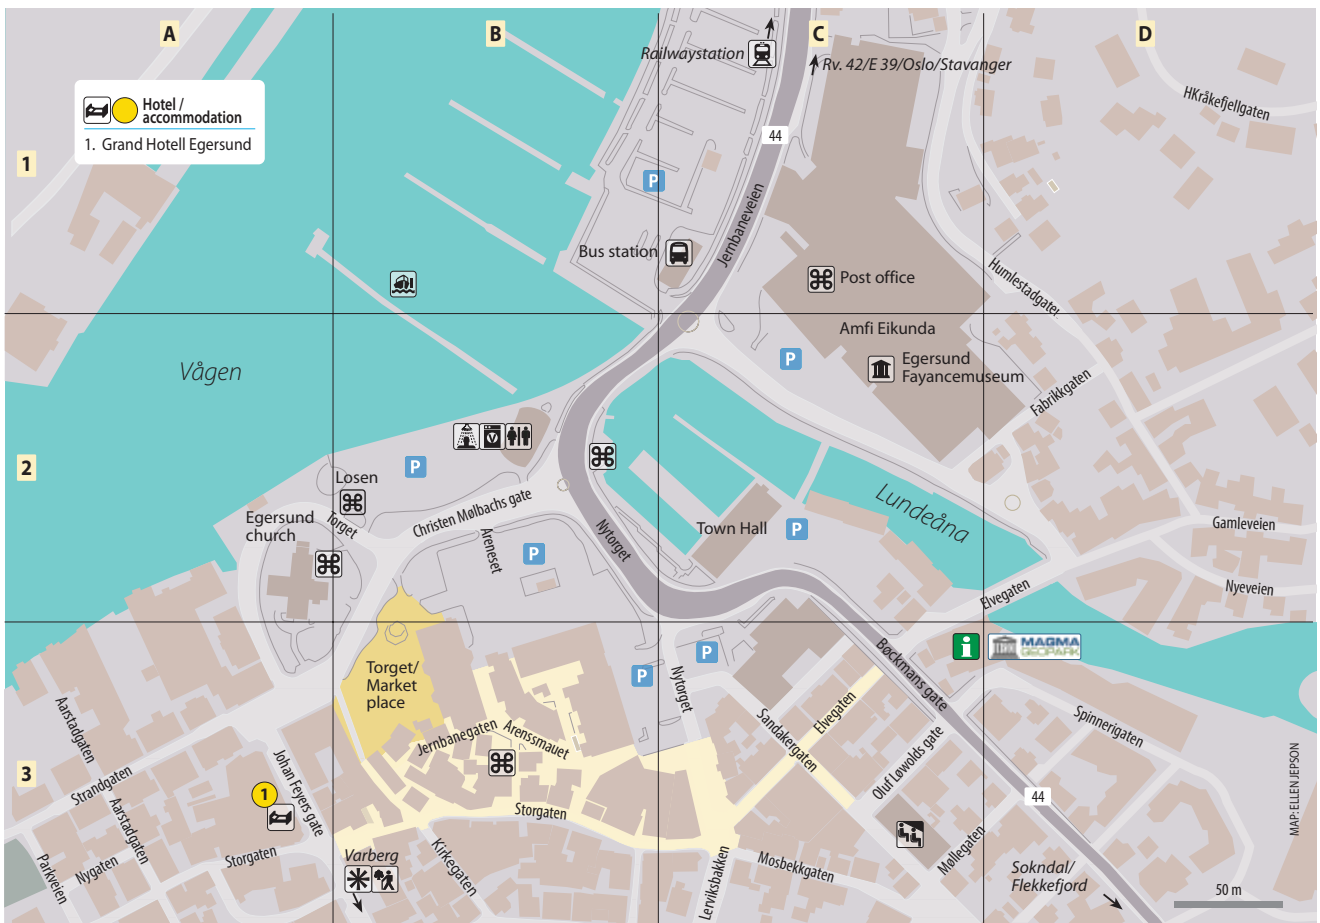 A
B
C
D
Railwaystation
Rv. 42/E 39/Oslo/Stavanger
HKråkefjellgaten
Hotel /
accommodation
1. Grand Hotell Egersund
1
44
P
Jernbaneveien
Bus station
Post office
Humlestadgaten
Amfi Eikunda
Vågen
P
Egersund
Fayancemuseum
Fabrikkgaten
2
P
Losen
Torget
Egersund
church
Christen Mølbachs gate
Areneset
P
Nytorget
Town Hall
P
Lundeåna
Gamleveien
Nyeveien
Elvegaten
i
MAGMA
GEOPARK
Torget/
Market
place
P
P
Nytorget
Bøckmans gate
Aarstadgaten
Jernbanegaten
Arenssmauet
Sandakergaten
Elvegaten
Spinnerigaten
Oluf Løwolds gate
3
Strandgaten
Johan Feyers gate
1
Aarstadgaten
Storgaten
44
MAP: ELLEN JEPSON
Parkveien
Nygaten
Storgaten
Varberg
Kirkegaten
Lerviksbakken
Mosbekkgaten
Møllegaten
Sokndal/
Flekkefjord
50 m